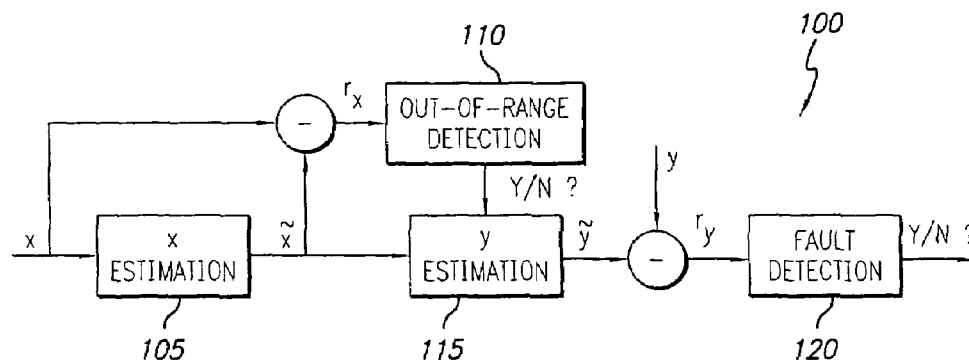 110
100
r_x
OUT-OF-RANGE
DETECTION
-
Y/N ?
y
x
x
ESTIMATION
x̃
y
ESTIMATION
ỹ
-
r_y
FAULT
DETECTION
Y/N ?
105
115
120